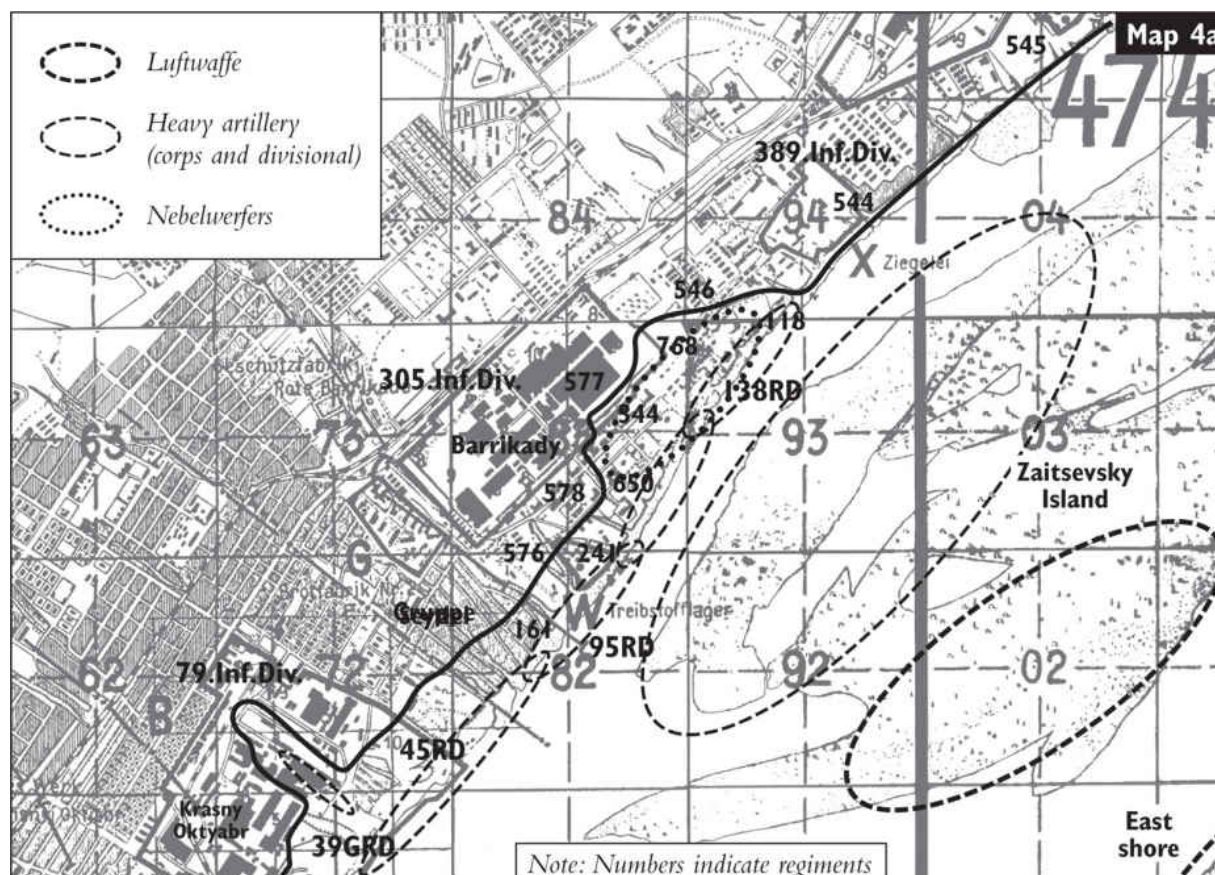 Luftwaffe
Heavy artillery
(corps and divisional)
Nebelwerfers
Map 4a
474
545
389.Inf.Div.
84
94
544
04
X
Ziegelei
546
118
768
305.Inf.Div.
577
138RD
344
63
73
Barrikady
93
03
650
578
Zaitsevsky
Island
576
241
G
W
Treibstofflager
161
95RD
79.Inf.Div.
62
72
82
92
02
B
45RD
Krasny
Oktyabr
39GRD
East
shore
Note: Numbers indicate regiments